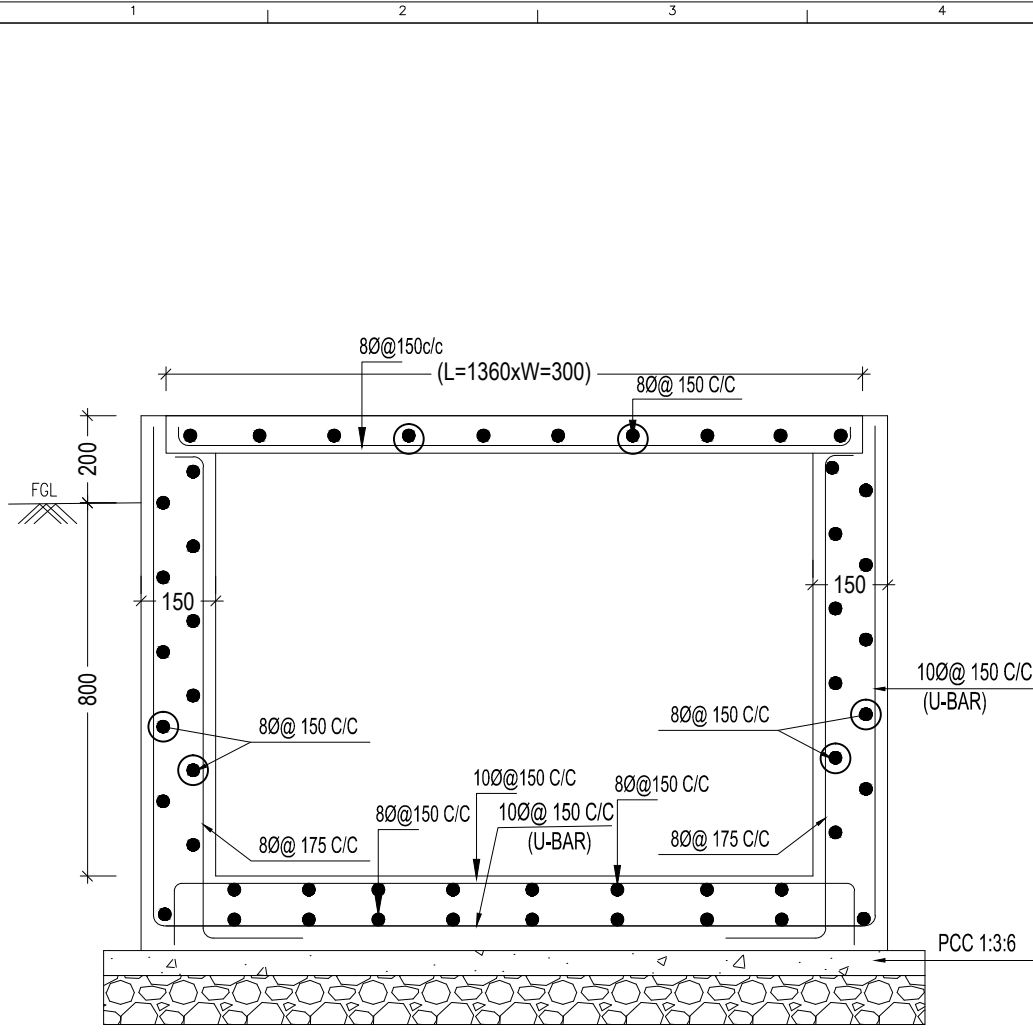 1 2 3 4
8Ø@150c/c
(L=1360xW=300)
8Ø@ 150 C/C
200
FGL
150
150
800
10Ø@ 150 C/C
(U-BAR)
8Ø@ 150 C/C
8Ø@ 150 C/C
10Ø@150 C/C
8Ø@150 C/C
8Ø@150 C/C
10Ø@ 150 C/C
(U-BAR)
8Ø@ 175 C/C
8Ø@ 175 C/C
PCC 1:3:6